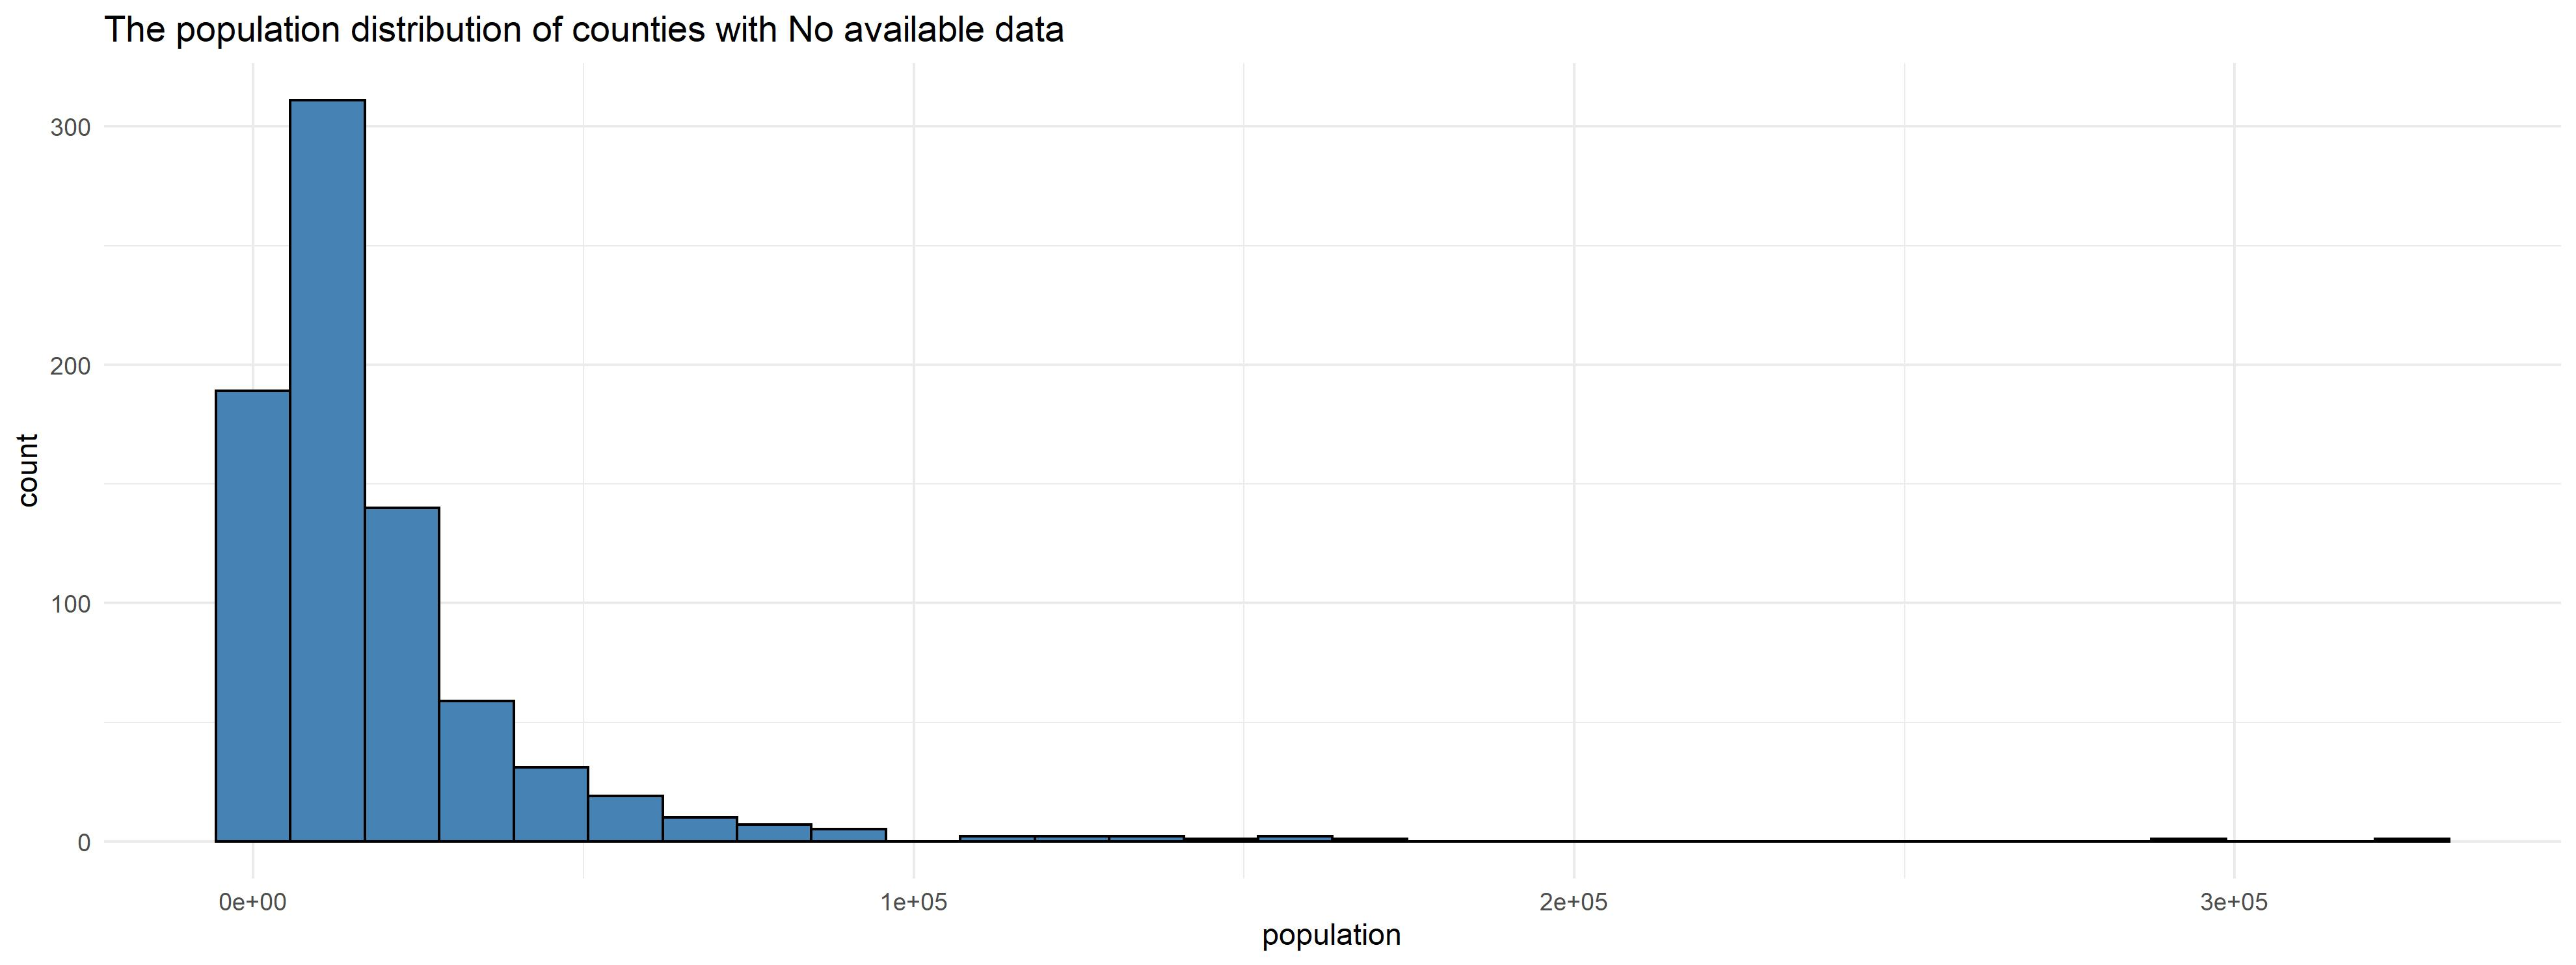 The population distribution of counties with No available data
count
300
200
100
0
0e+00 1e+05 2e+05 3e+05
population